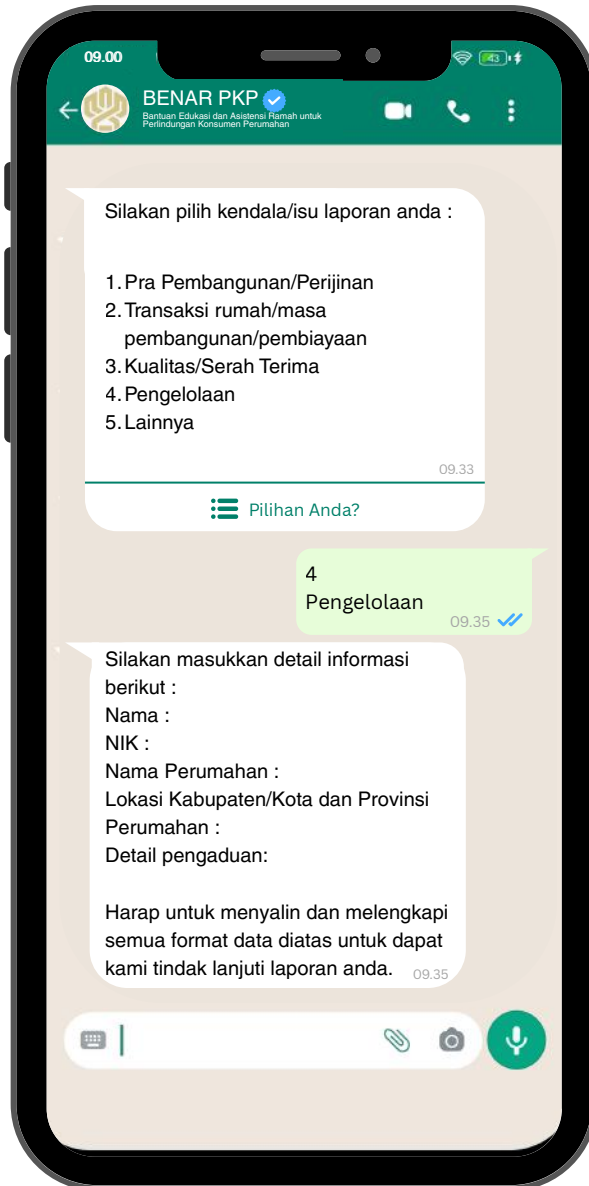 09.00
43
BENAR PKP
Bantuan Edukasi dan Asistensi Ramah untuk
Perlindungan Konsumen Perumahan
Silakan pilih kendala/isu laporan anda :
1. Pra Pembangunan/Perijinan
2. Transaksi rumah/masa
pembangunan/pembiayaan
3. Kualitas/Serah Terima
4. Pengelolaan
5. Lainnya
09.33
Pilihan Anda?
4
Pengelolaan
09.35
Silakan masukkan detail informasi
berikut :
Nama :
NIK :
Nama Perumahan :
Lokasi Kabupaten/Kota dan Provinsi
Perumahan :
Detail pengaduan:
Harap untuk menyalin dan melengkapi
semua format data diatas untuk dapat
kami tindak lanjuti laporan anda.
09.35